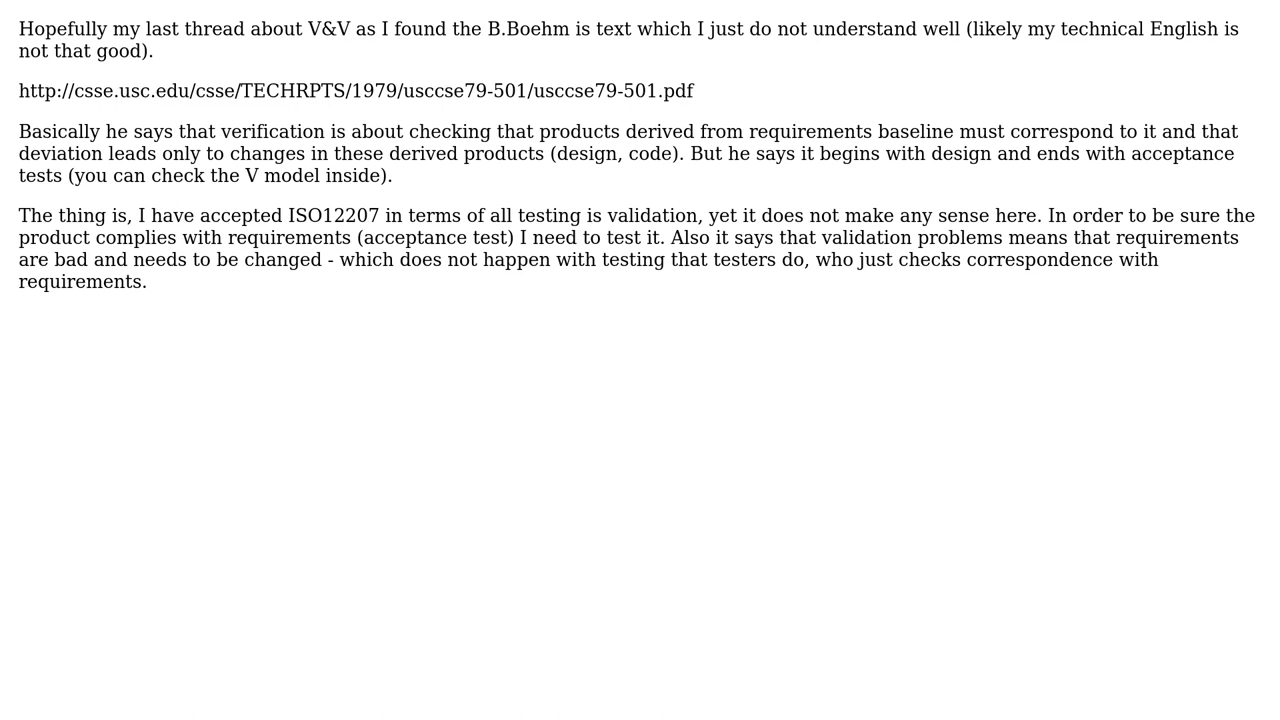 Hopefully my last thread about V&V as I found the B.Boehm is text which I just do not understand well (likely my technical English is
not that good).
http://csse.usc.edu/csse/TECHRPTS/1979/usccse79-501/usccse79-501.pdf
Basically he says that verification is about checking that products derived from requirements baseline must correspond to it and that
deviation leads only to changes in these derived products (design, code). But he says it begins with design and ends with acceptance
tests (you can check the V model inside).
The thing is, I have accepted ISO12207 in terms of all testing is validation, yet it does not make any sense here. In order to be sure the
product complies with requirements (acceptance test) I need to test it. Also it says that validation problems means that requirements
are bad and needs to be changed - which does not happen with testing that testers do, who just checks correspondence with
requirements.